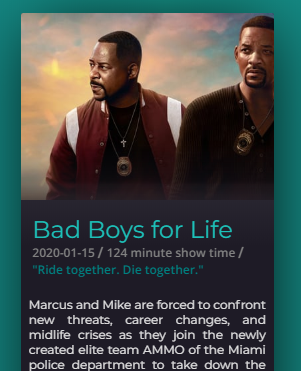 Bad Boys for Life
2020-01-15 / 124 minute show time /
"Ride together. Die together."
Marcus and Mike are forced to confront
new threats, career changes, and
midlife crises as they join the newly
created elite team AMMO of the Miami
police department to take down the